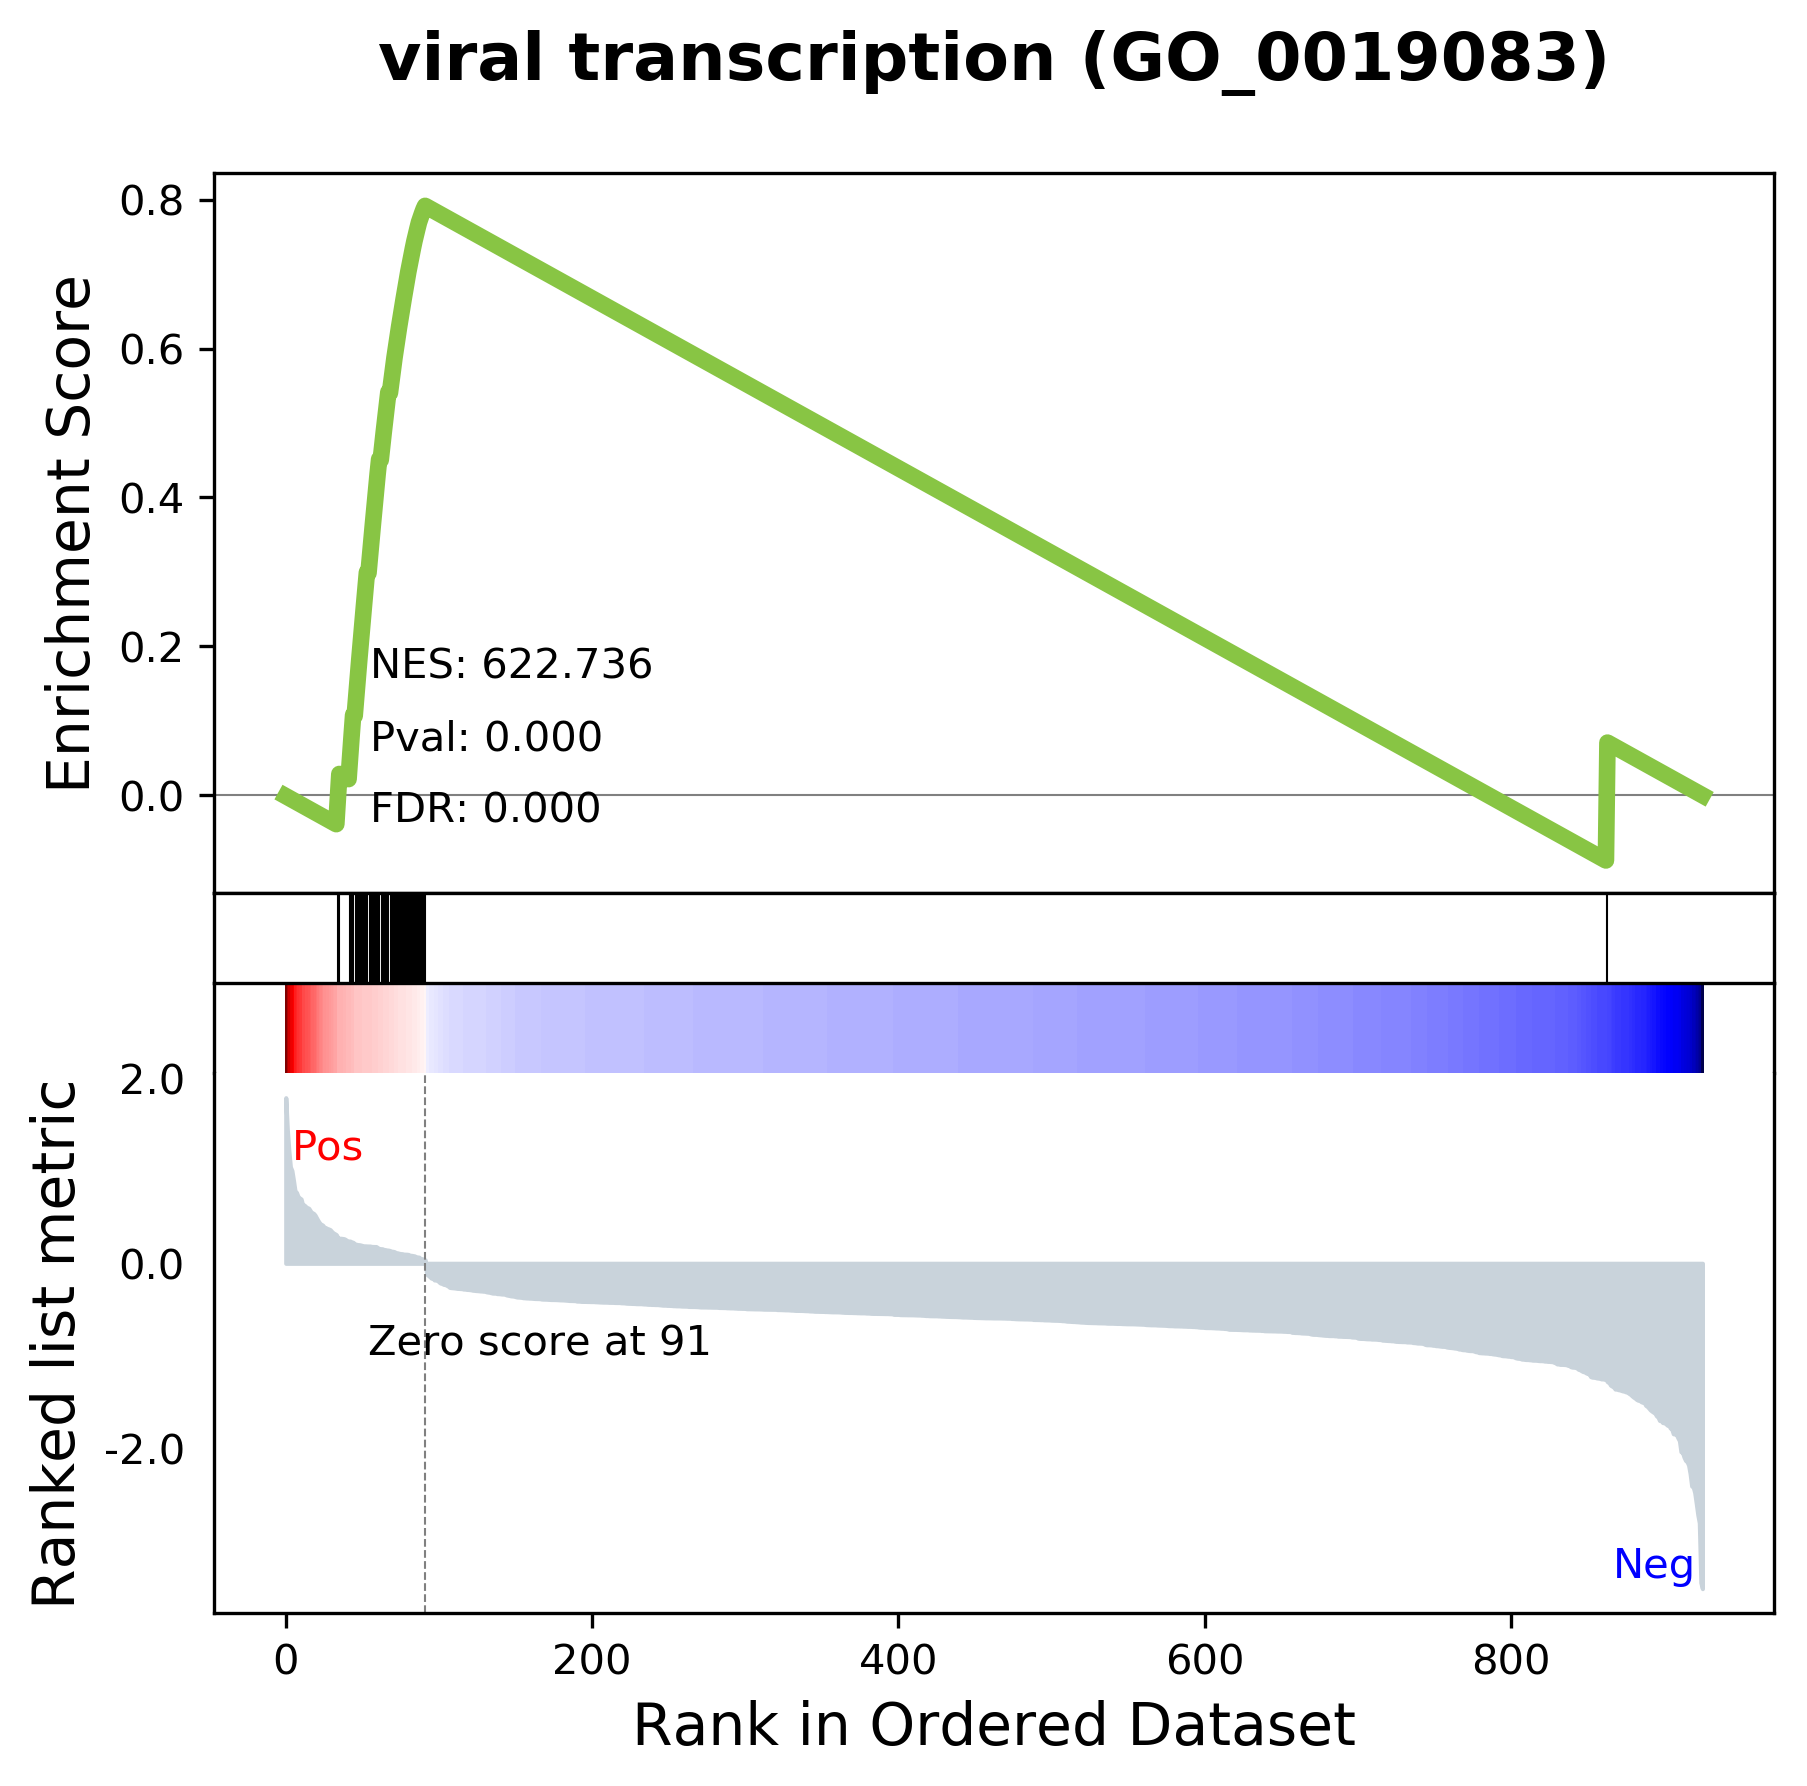 viral transcription (GO_0019083)
Enrichment Score
0.8
0.6
0.4
0.2
0.0
NES: 622.736
Pval: 0.000
FDR: 0.000
Ranked list metric
2.0
0.0
-2.0
Pos
Zero score at 91
Neg
0 200 400 600 800
Rank in Ordered Dataset